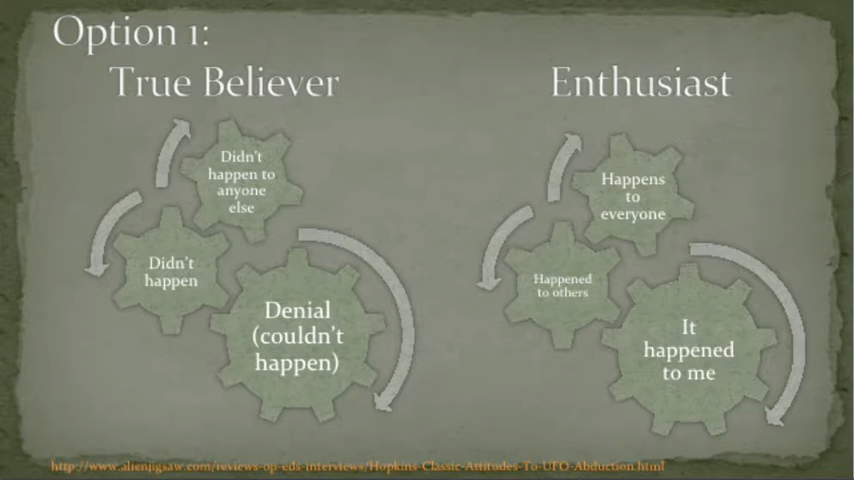 Option 1:
True Believer
Didn't
happen to
anyone
else
Didn't
happen
Denial
(couldn't
happen)
Enthusiast
Happens
to
everyone
Happened
to others
It
happened
to me
http://www.alienjigsaw.com/reviews-op-eds-interviews/Hopkins-Classic-Attitudes-To-UFO-Abduction.html